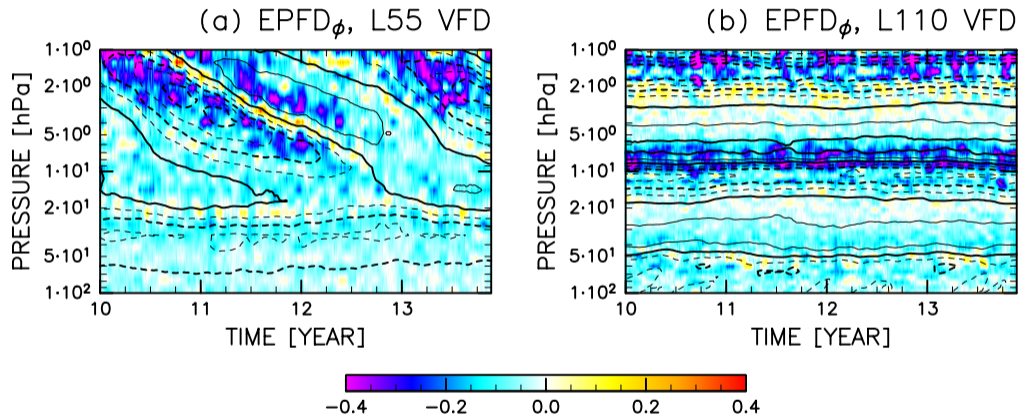 (a) EPFDϕ, L55 VFD
(b) EPFDϕ, L110 VFD
PRESSURE [hPa]
1·10⁰
2·10⁰
5·10⁰
1·10¹
2·10¹
5·10¹
1·10²
10 11 12 13
TIME [YEAR]
PRESSURE [hPa]
1·10⁰
2·10⁰
5·10⁰
1·10¹
2·10¹
5·10¹
1·10²
10 11 12 13
TIME [YEAR]
−0.4 −0.2 0.0 0.2 0.4